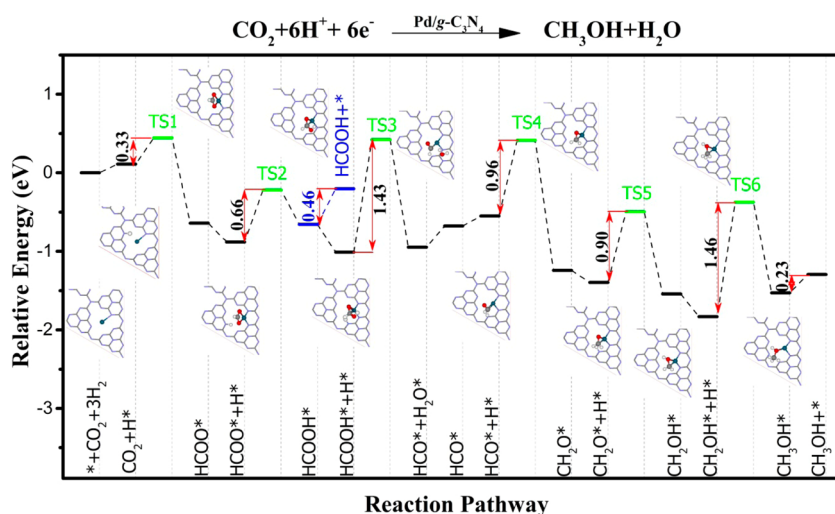 CO₂+6H⁺+ 6e⁻ Pd/g-C₃N₄ CH₃OH+H₂O
Relative Energy (eV)
1
0
-1
-2
-3
0.33
TS1
0.66
TS2
0.46
HCOOH+*
1.43
TS3
0.96
TS4
0.90
TS5
1.46
TS6
0.23
*+CO₂+3H₂
CO₂+H*
HCOO*
HCOO*+H*
HCOOH*
HCOOH*+H*
HCO*+H₂O*
HCO*
HCO*+H*
CH₂O*
CH₂O*+H*
CH₂OH*
CH₂OH*+H*
CH₃OH*
CH₃OH+*
Reaction Pathway